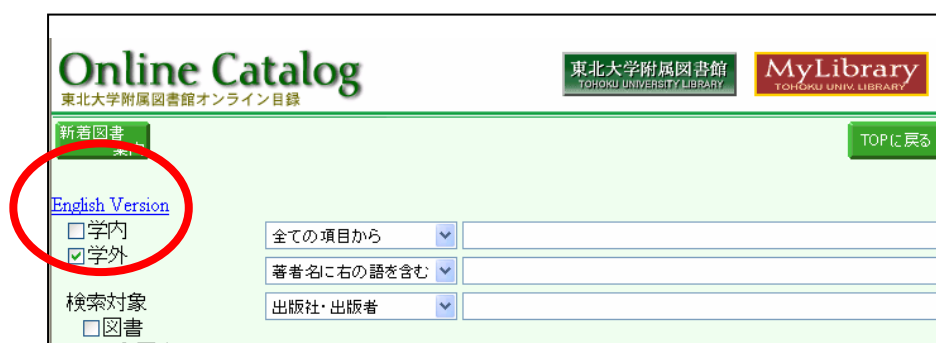 Online Catalog
東北大学附属図書館オンライン目録
東北大学附属図書館
TOHOKU UNIVERSITY LIBRARY
MyLibrary
TOHOKU UNIV. LIBRARY
新着図書
案内
TOPに戻る
English Version
学内
学外
全ての項目から
著者名に右の語を含む
検索対象
出版社・出版者
図書